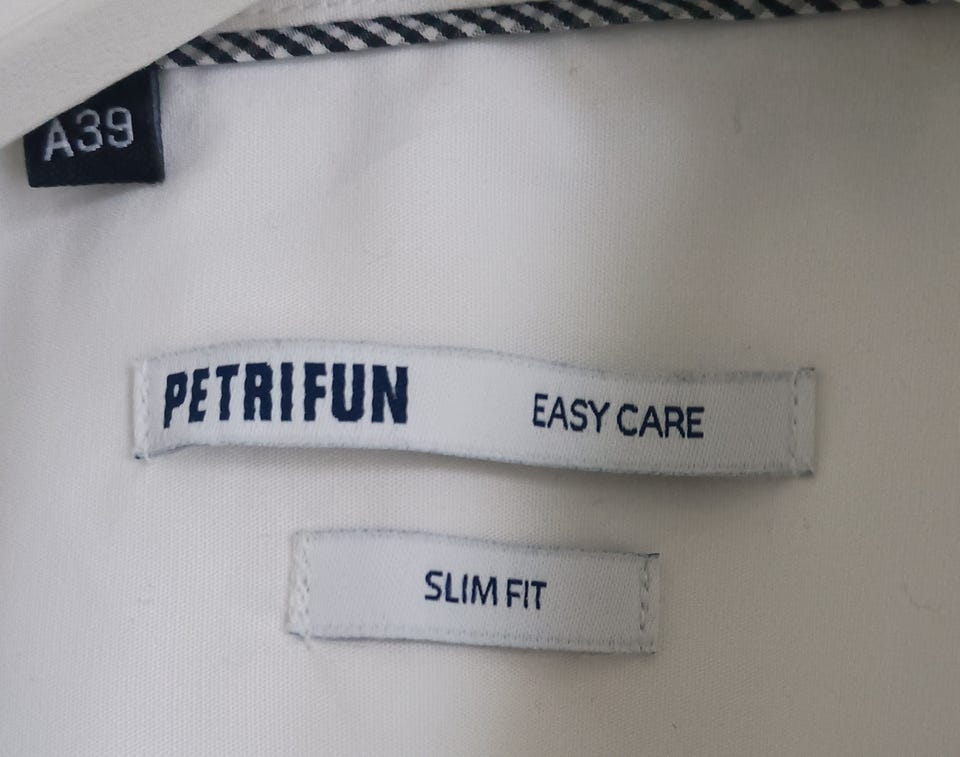 A39
PETRIFUN EASY CARE
SLIM FIT